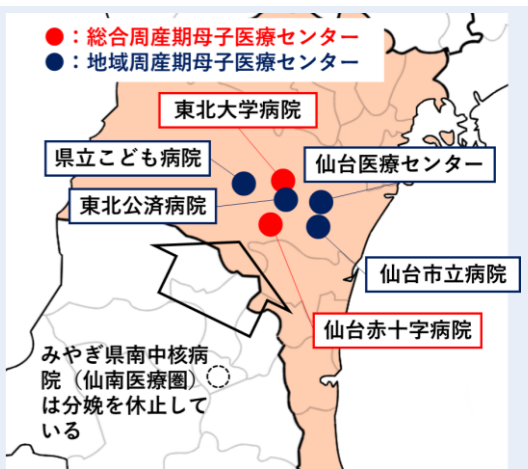 ●：総合周産期母子医療センター
●：地域周産期母子医療センター
東北大学病院
県立こども病院
仙台医療センター
東北公済病院
仙台市立病院
仙台赤十字病院
みやぎ県南中核病
院（仙南医療圏）
は分娩を休止して
いる